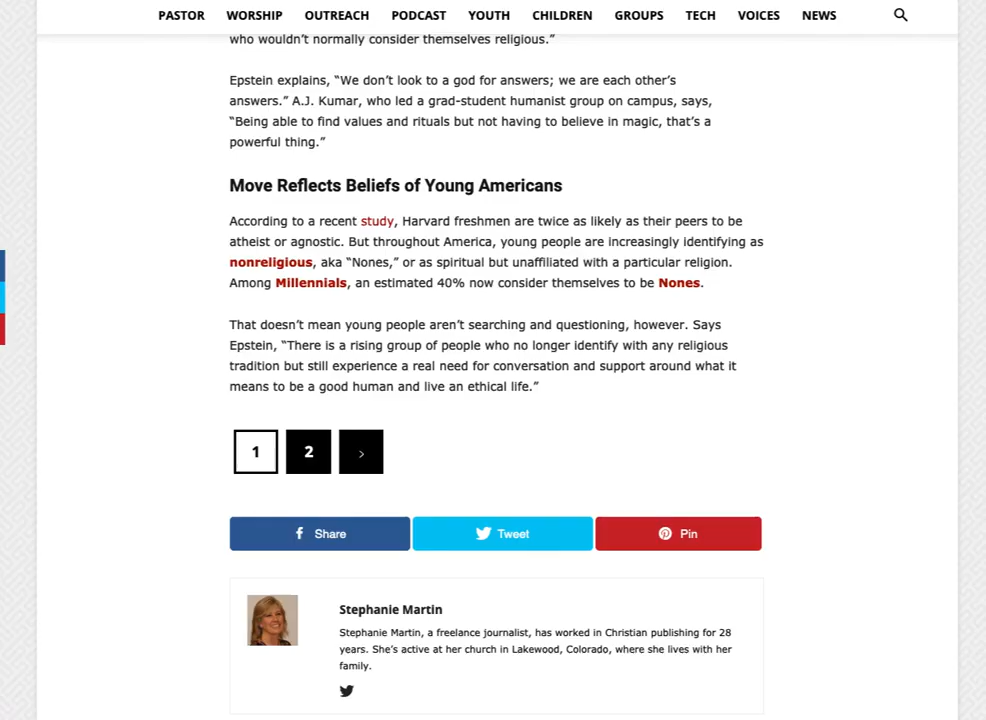 PASTOR WORSHIP OUTREACH PODCAST YOUTH CHILDREN GROUPS TECH VOICES NEWS
who wouldn’t normally consider themselves religious.”
Epstein explains, “We don’t look to a god for answers; we are each other’s
answers.” A.J. Kumar, who led a grad-student humanist group on campus, says,
“Being able to find values and rituals but not having to believe in magic, that’s a
powerful thing.”
Move Reflects Beliefs of Young Americans
According to a recent study, Harvard freshmen are twice as likely as their peers to be
atheist or agnostic. But throughout America, young people are increasingly identifying as
nonreligious, aka “Nones,” or as spiritual but unaffiliated with a particular religion.
Among Millennials, an estimated 40% now consider themselves to be Nones.
That doesn’t mean young people aren’t searching and questioning, however. Says
Epstein, “There is a rising group of people who no longer identify with any religious
tradition but still experience a real need for conversation and support around what it
means to be a good human and live an ethical life.”
1 2 >
Share Tweet Pin
Stephanie Martin
Stephanie Martin, a freelance journalist, has worked in Christian publishing for 28
years. She’s active at her church in Lakewood, Colorado, where she lives with her
family.